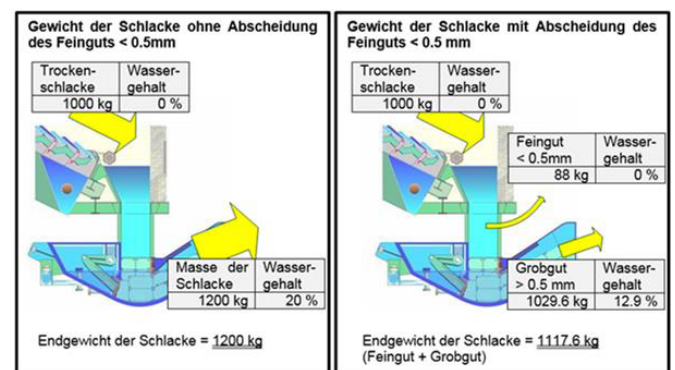 Gewicht der Schlacke ohne Abscheidung
des Feinguts < 0.5mm
Trocken-
schlacke
Wasser-
gehalt
1000 kg
0 %
Masse der
Schlacke
Wasser-
gehalt
1200 kg
20 %
Endgewicht der Schlacke = 1200 kg
Gewicht der Schlacke mit Abscheidung des
Feinguts < 0.5 mm
Trocken-
schlacke
Wasser-
gehalt
1000 kg
0 %
Feingut
< 0.5mm
Wasser-
gehalt
88 kg
0 %
Grobgut
> 0.5 mm
Wasser-
gehalt
1029.6 kg
12.9 %
Endgewicht der Schlacke = 1117.6 kg
(Feingut + Grobgut)